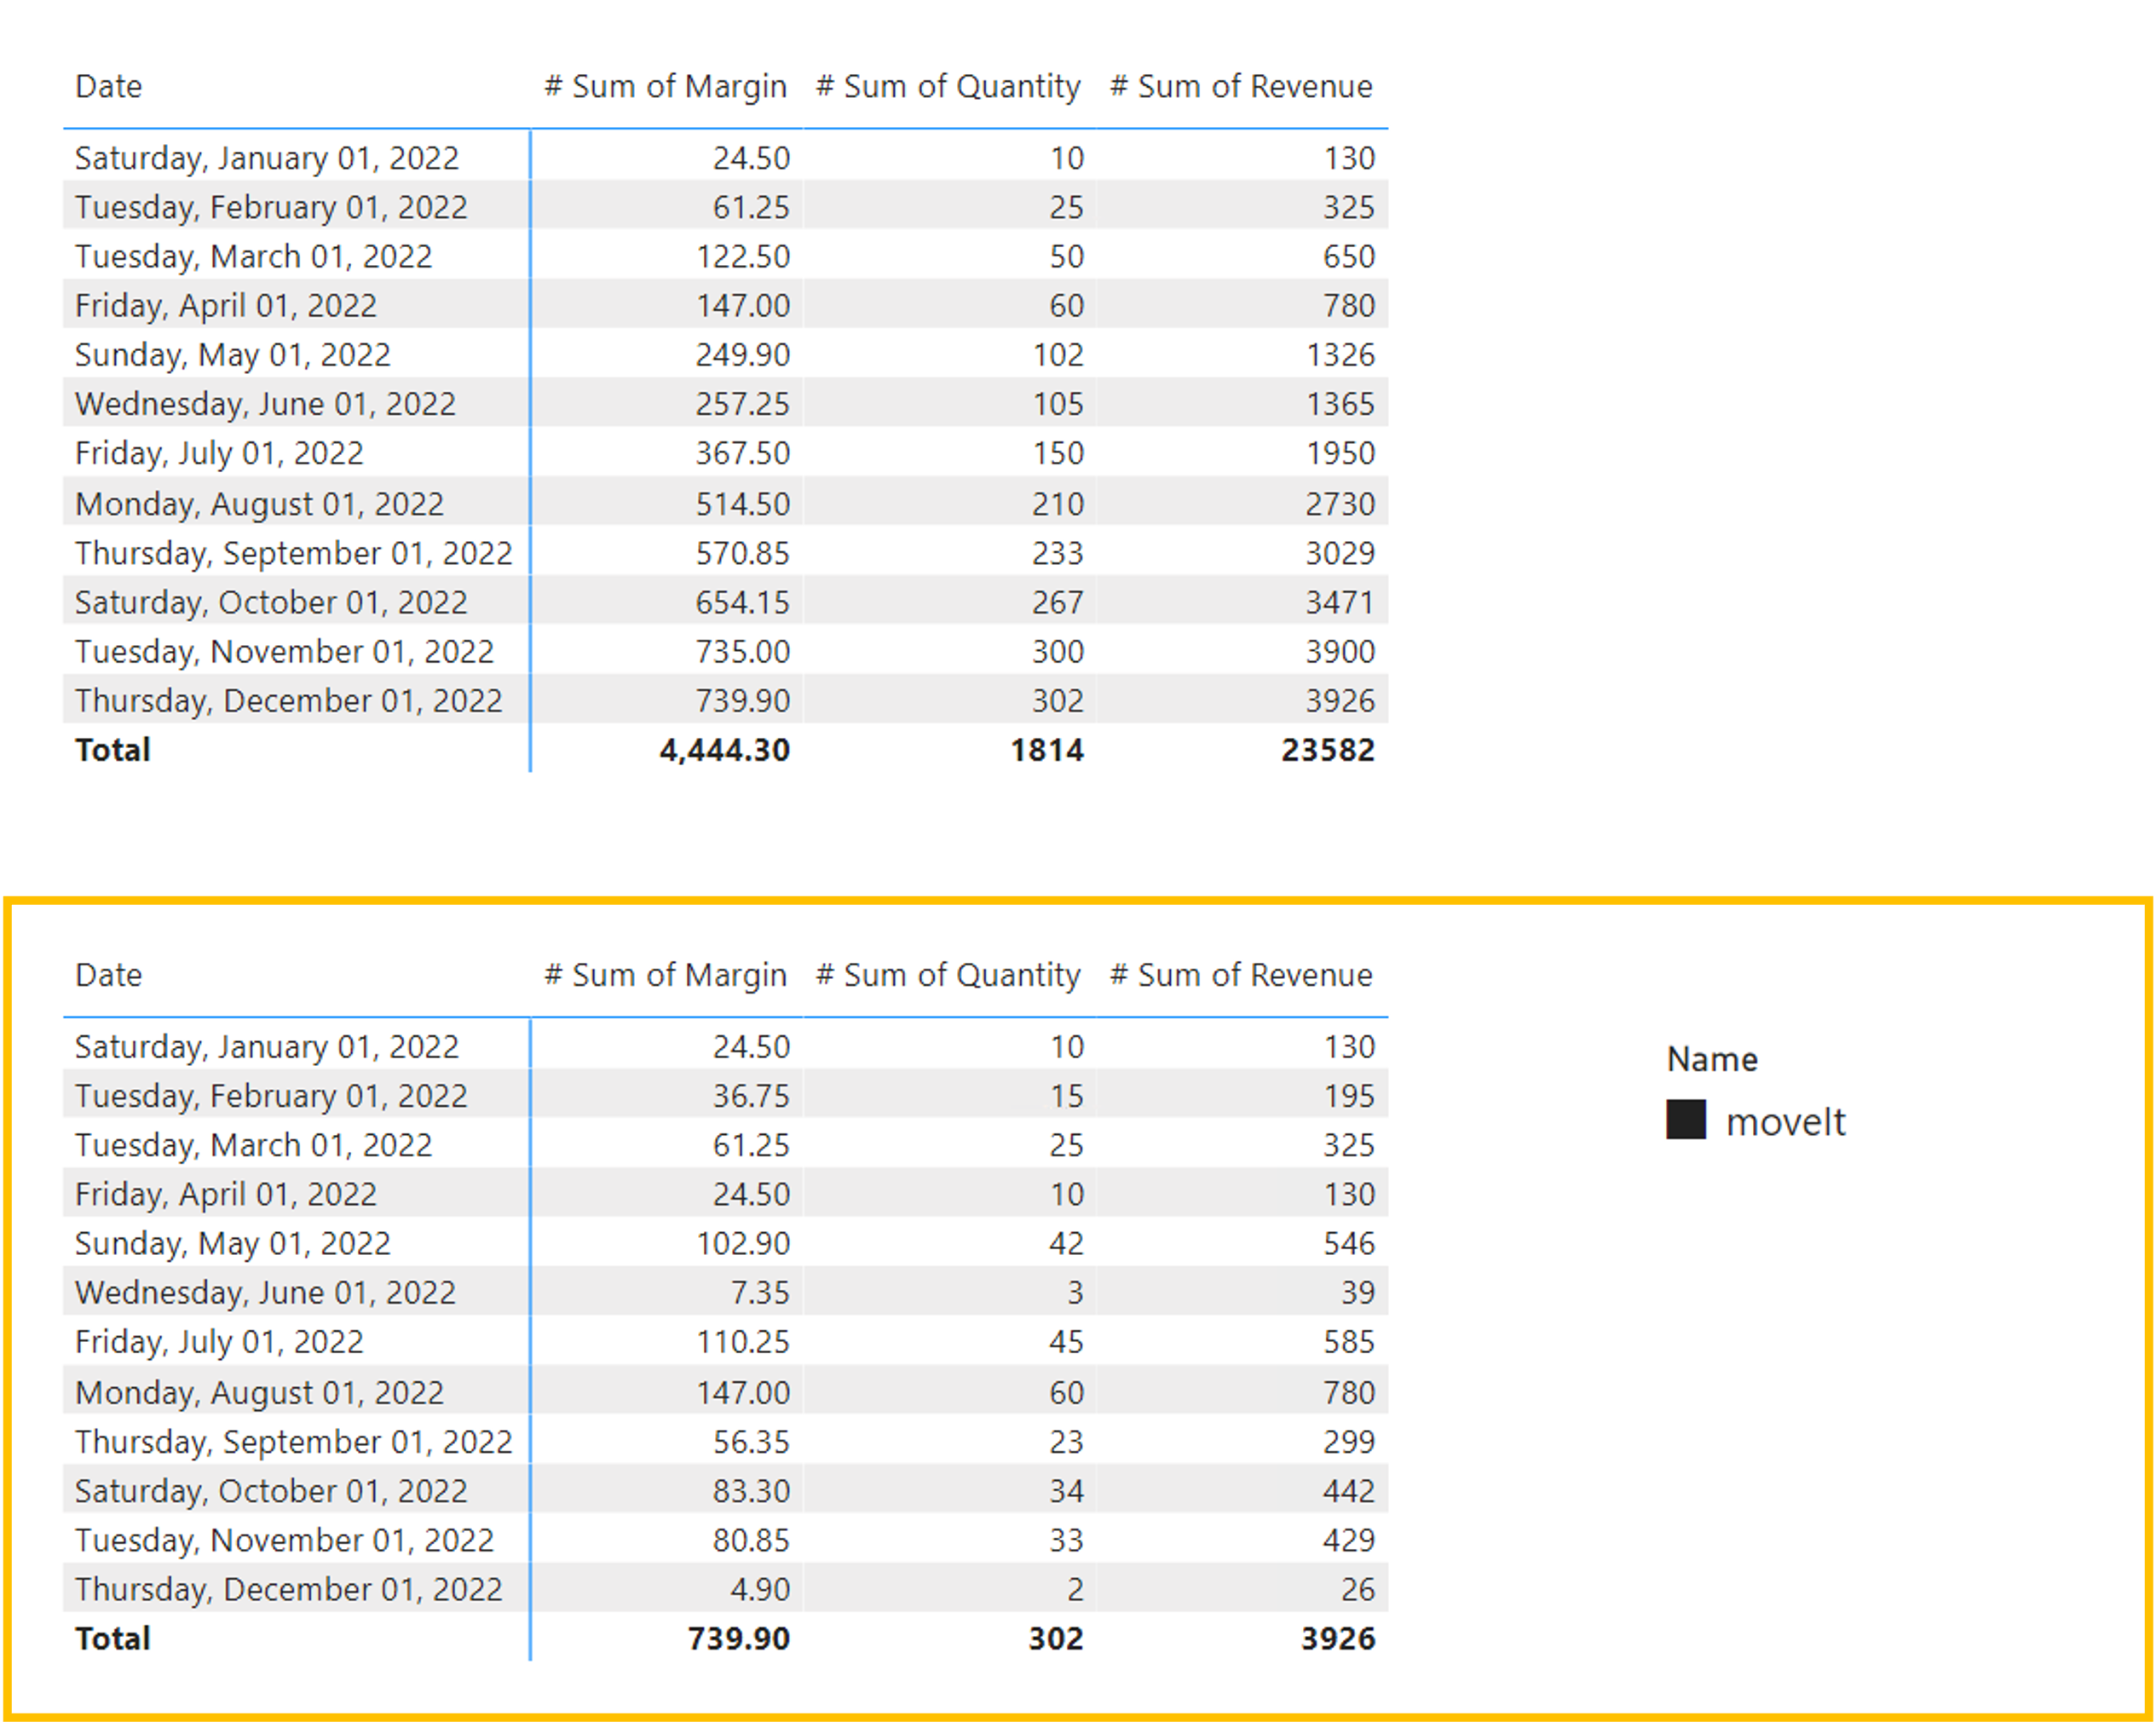 Date # Sum of Margin # Sum of Quantity # Sum of Revenue
Saturday, January 01, 2022 24.50 10 130
Tuesday, February 01, 2022 61.25 25 325
Tuesday, March 01, 2022 122.50 50 650
Friday, April 01, 2022 147.00 60 780
Sunday, May 01, 2022 249.90 102 1326
Wednesday, June 01, 2022 257.25 105 1365
Friday, July 01, 2022 367.50 150 1950
Monday, August 01, 2022 514.50 210 2730
Thursday, September 01, 2022 570.85 233 3029
Saturday, October 01, 2022 654.15 267 3471
Tuesday, November 01, 2022 735.00 300 3900
Thursday, December 01, 2022 739.90 302 3926
Total 4,444.30 1814 23582
Date # Sum of Margin # Sum of Quantity # Sum of Revenue
Saturday, January 01, 2022 24.50 10 130
Tuesday, February 01, 2022 36.75 15 195
Tuesday, March 01, 2022 61.25 25 325
Friday, April 01, 2022 24.50 10 130
Sunday, May 01, 2022 102.90 42 546
Wednesday, June 01, 2022 7.35 3 39
Friday, July 01, 2022 110.25 45 585
Monday, August 01, 2022 147.00 60 780
Thursday, September 01, 2022 56.35 23 299
Saturday, October 01, 2022 83.30 34 442
Tuesday, November 01, 2022 80.85 33 429
Thursday, December 01, 2022 4.90 2 26
Total 739.90 302 3926
Name
moveIt